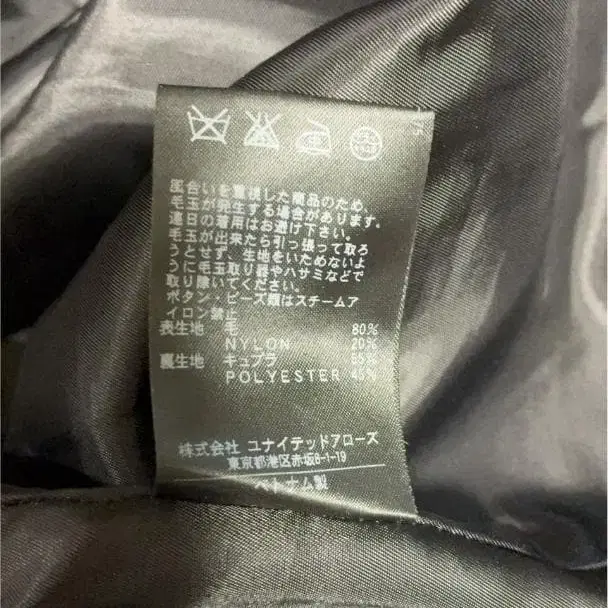 風合いを重視した商品のため、
毛玉が発生する場合があります。
連日の着用はお避け下さい。
毛玉が出来たら引っ張って取ろ
うとせず、生地をいためないよ
うに毛玉取り器やハサミなどで
取り除いてください。
ボタン・ビーズ類はスチームア
イロン禁止
表生地 毛 80%
NYLON 20%
裏生地 キュプラ 55%
POLYESTER 45%
株式会社 ユナイテッドアローズ
東京都港区赤坂8-1-19
ベトナム製